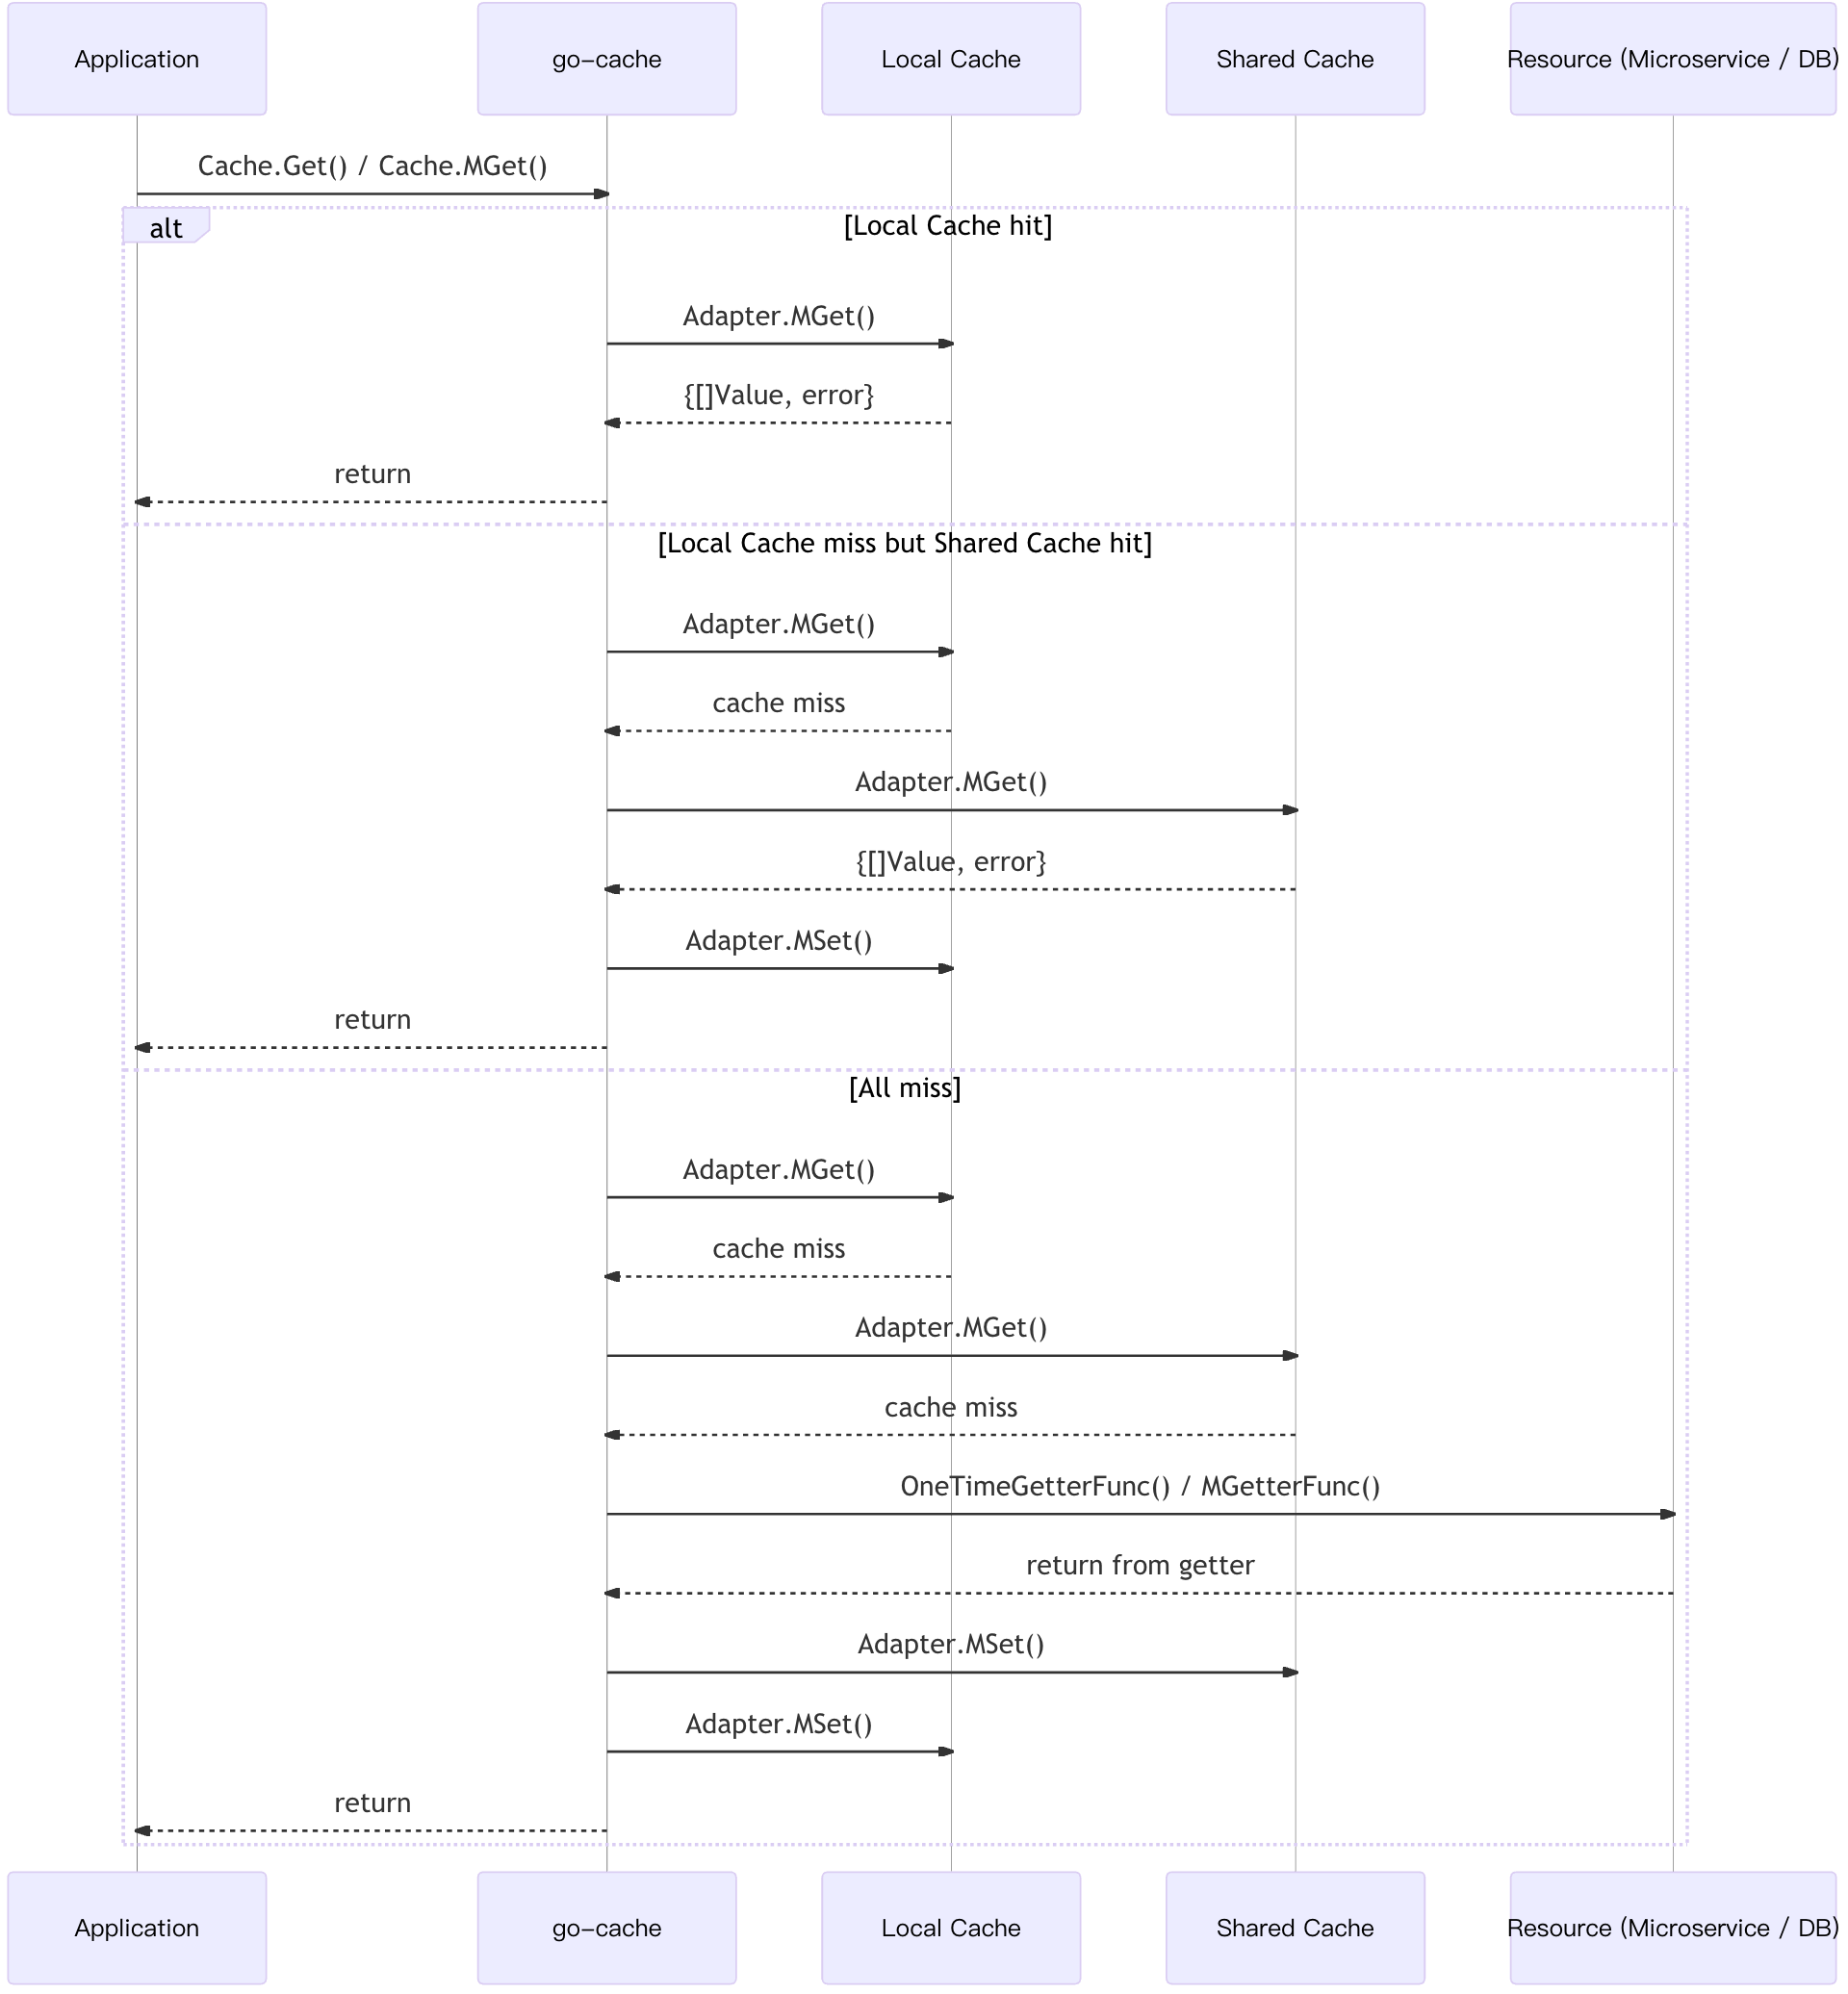 Application
go-cache
Local Cache
Shared Cache
Resource (Microservice / DB)
Cache.Get() / Cache.MGet()
alt
[Local Cache hit]
Adapter.MGet()
{[]Value, error}
return
[Local Cache miss but Shared Cache hit]
Adapter.MGet()
cache miss
Adapter.MGet()
{[]Value, error}
Adapter.MSet()
return
[All miss]
Adapter.MGet()
cache miss
Adapter.MGet()
cache miss
OneTimeGetterFunc() / MGetterFunc()
return from getter
Adapter.MSet()
Adapter.MSet()
return
Application
go-cache
Local Cache
Shared Cache
Resource (Microservice / DB)